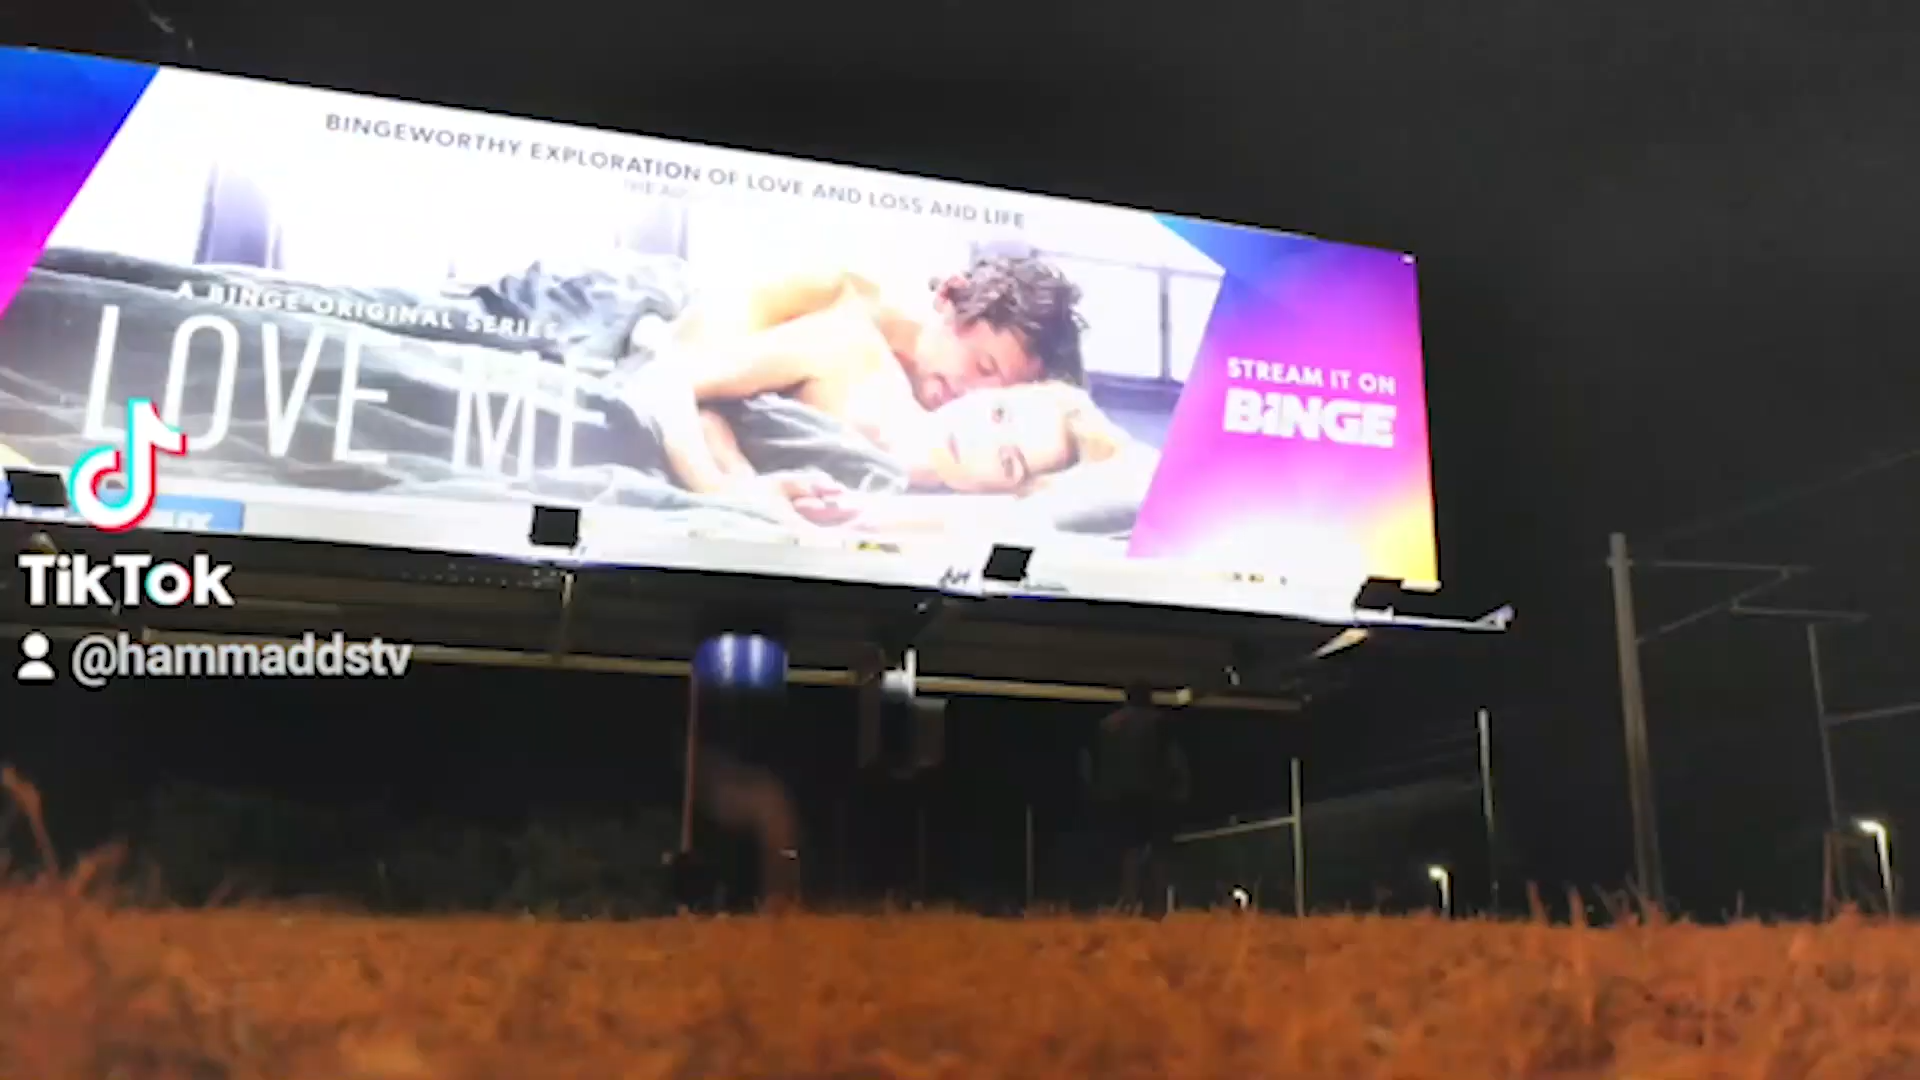 BINGEWORTHY EXPLORATION OF LOVE AND LOSS AND LIFE
A BINGE ORIGINAL SERIES
LOVE ME
STREAM IT ON
BINGE
TikTok
@hammaddstv